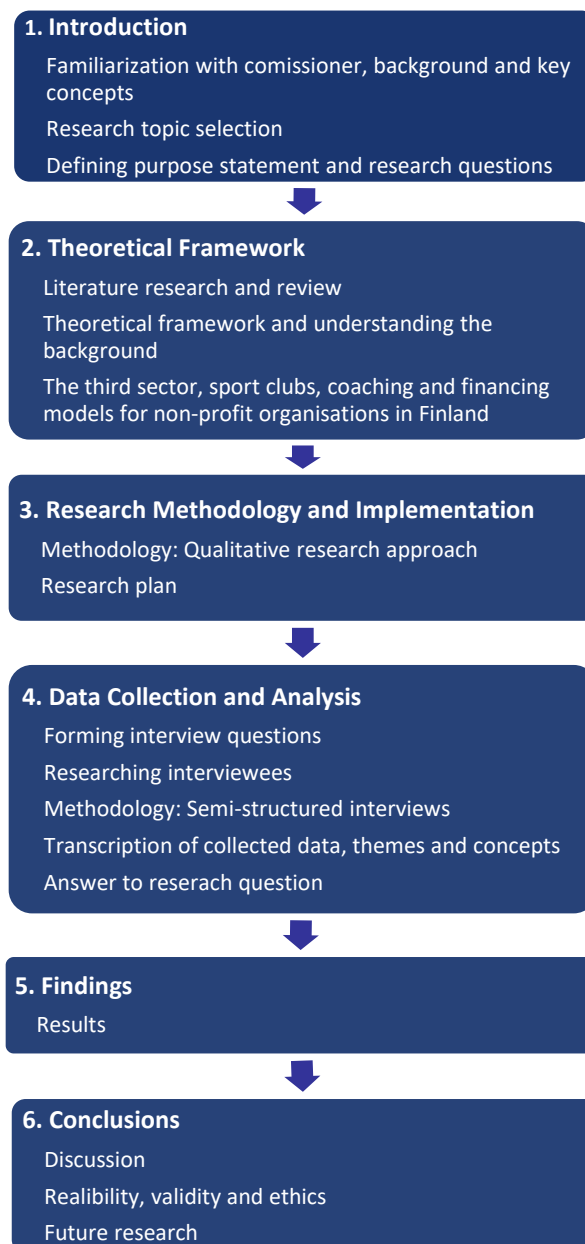 1. Introduction
Familiarization with comissioner, background and key
concepts
Research topic selection
Defining purpose statement and research questions
2. Theoretical Framework
Literature research and review
Theoretical framework and understanding the
background
The third sector, sport clubs, coaching and financing
models for non-profit organisations in Finland
3. Research Methodology and Implementation
Methodology: Qualitative research approach
Research plan
4. Data Collection and Analysis
Forming interview questions
Researching interviewees
Methodology: Semi-structured interviews
Transcription of collected data, themes and concepts
Answer to reserach question
5. Findings
Results
6. Conclusions
Discussion
Realibility, validity and ethics
Future research